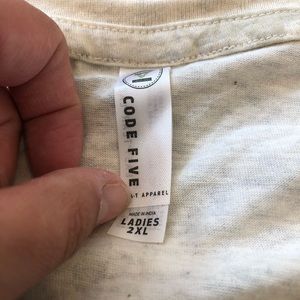 CODE FIVE
APPAREL
MADE IN INDIA
LADIES
2XL